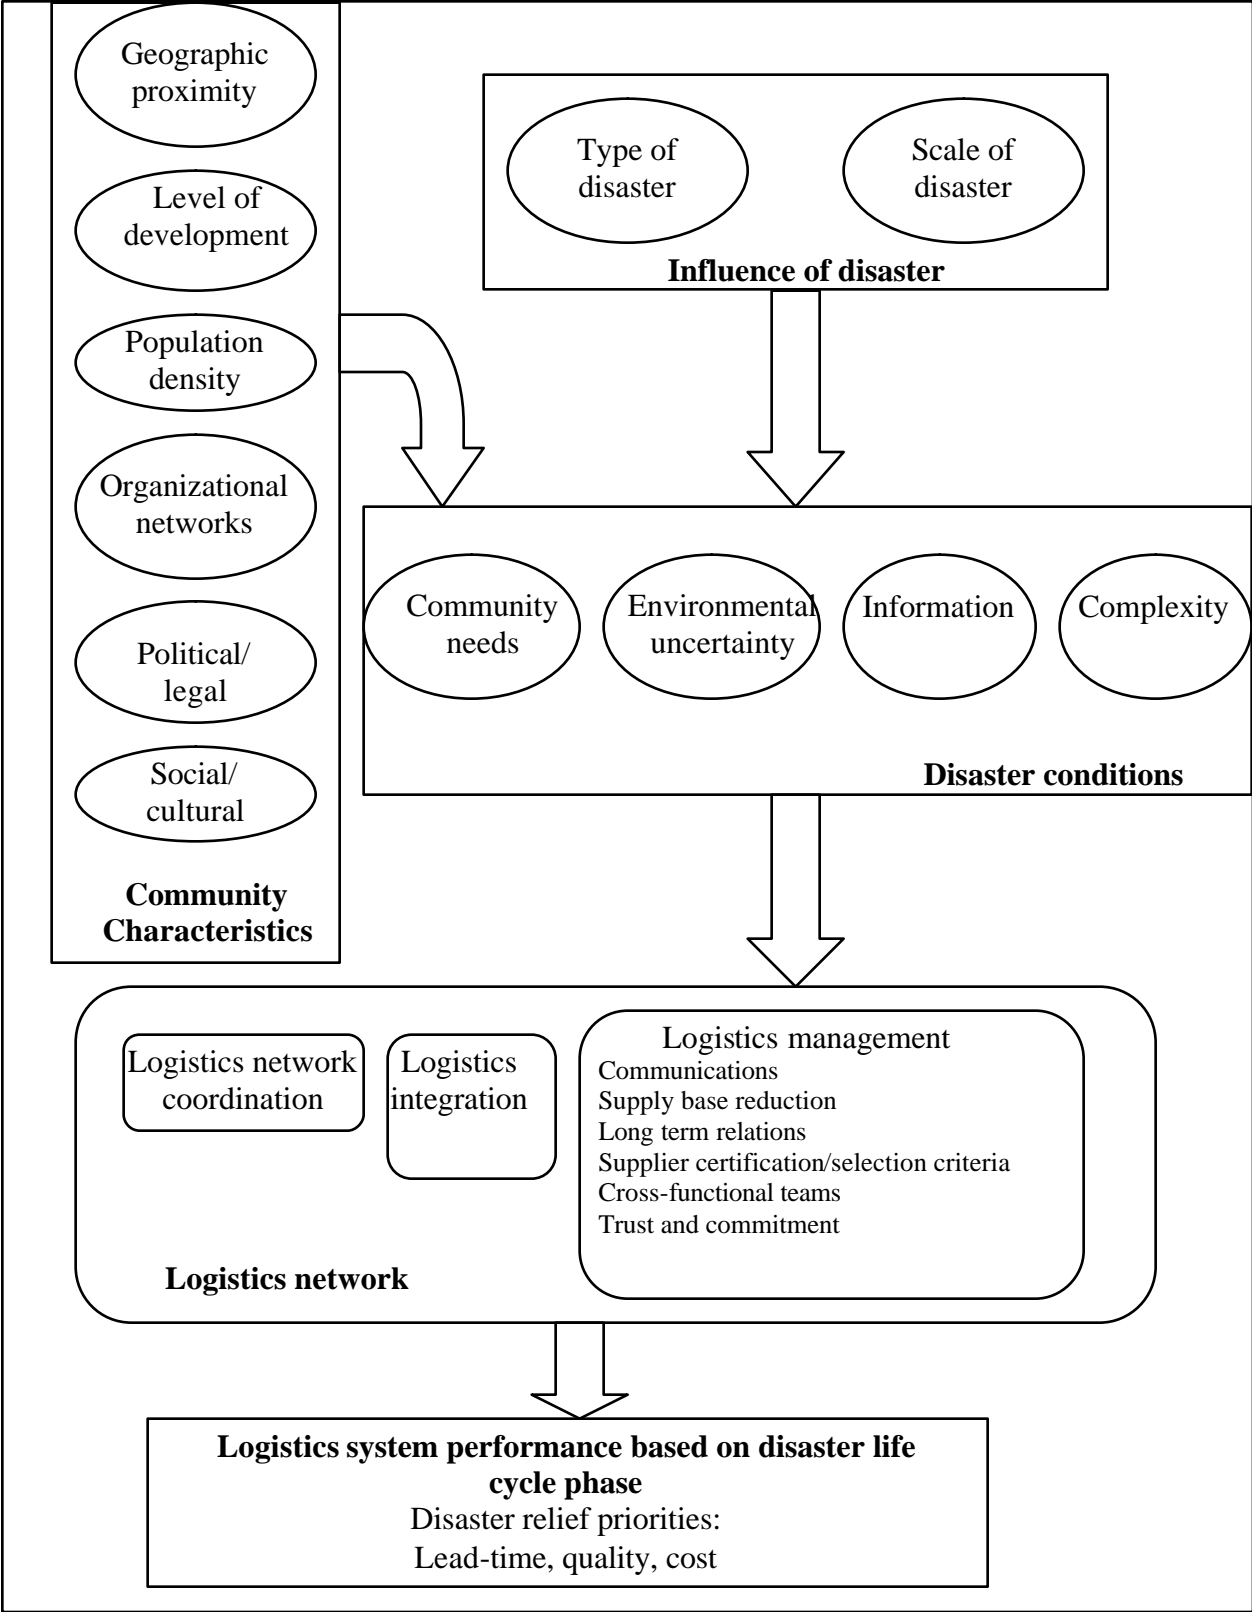 Geographic
proximity
Level of
development
Population
density
Organizational
networks
Political/
legal
Social/
cultural
Community
Characteristics
Type of
disaster
Scale of
disaster
Influence of disaster
Community
needs
Environmental
uncertainty
Information
Complexity
Disaster conditions
Logistics network
coordination
Logistics
integration
Logistics management
Communications
Supply base reduction
Long term relations
Supplier certification/selection criteria
Cross-functional teams
Trust and commitment
Logistics network
Logistics system performance based on disaster life
cycle phase
Disaster relief priorities:
Lead-time, quality, cost